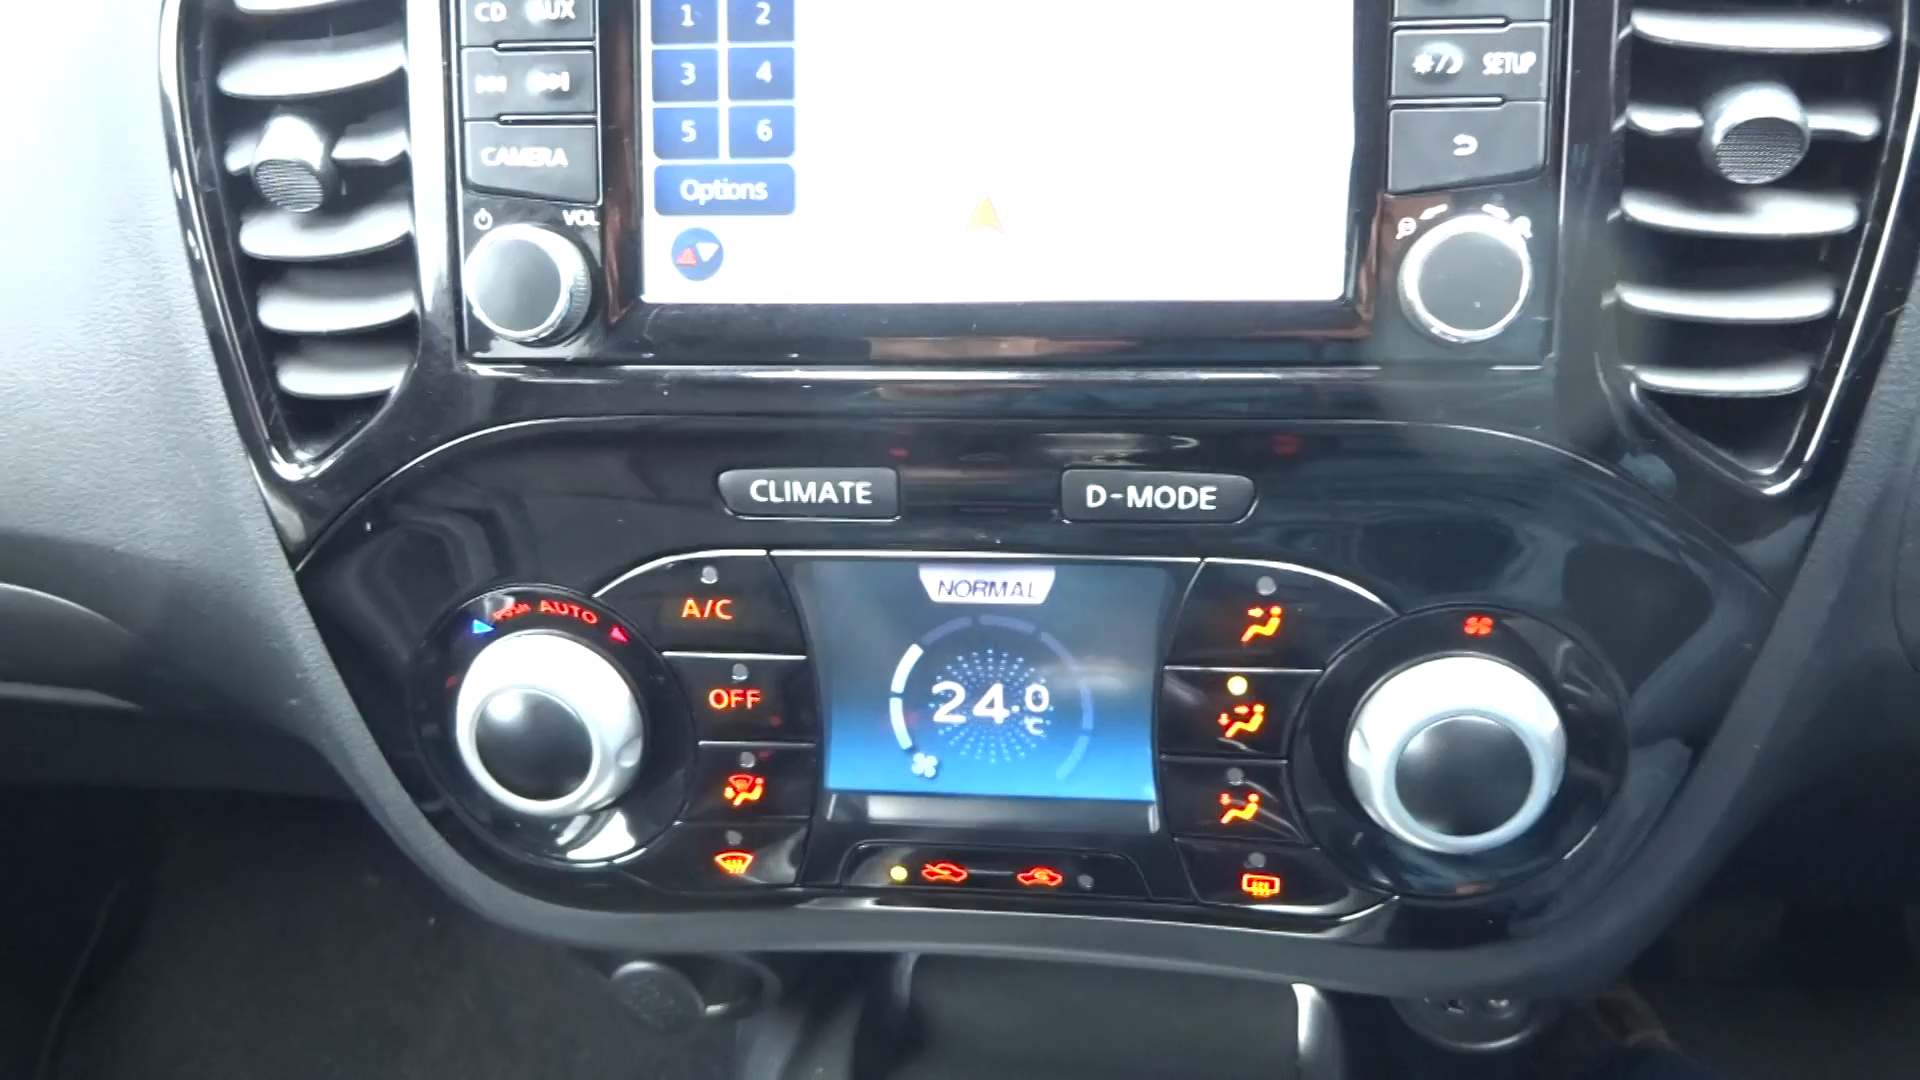 CD AUX
1 2
SETUP
3 4
5 6
CAMERA
Options
VOL
CLIMATE D-MODE
NORMAL
PUSH AUTO
A/C
24.0
°C
OFF